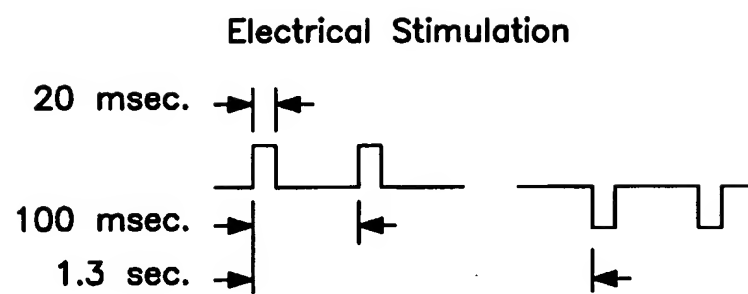 Electrical Stimulation
20 msec.
100 msec.
1.3 sec.